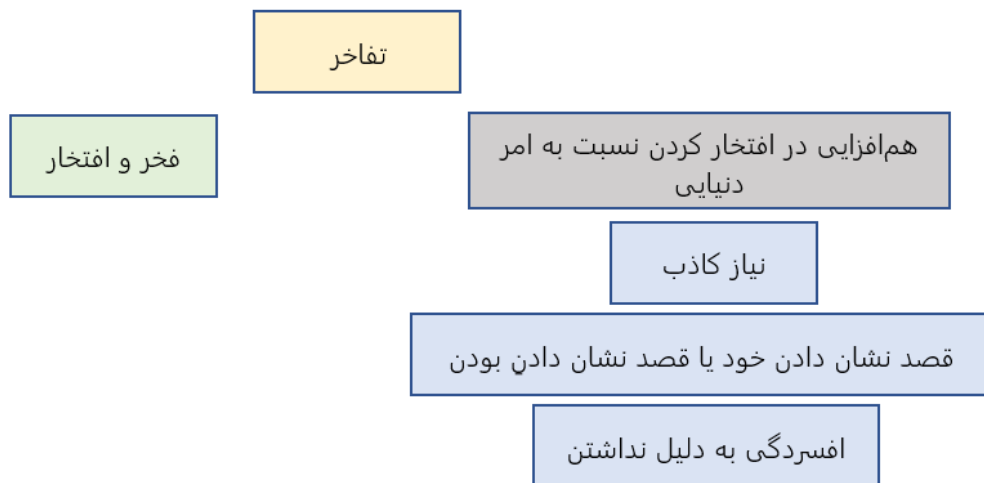 تفاخر
هم‌افزایی در افتخار کردن نسبت به امر
دنیایی
فخر و افتخار
نیاز کاذب
قصد نشان دادن خود یا قصد نشان دادنِ بودن
افسردگی به دلیل نداشتن